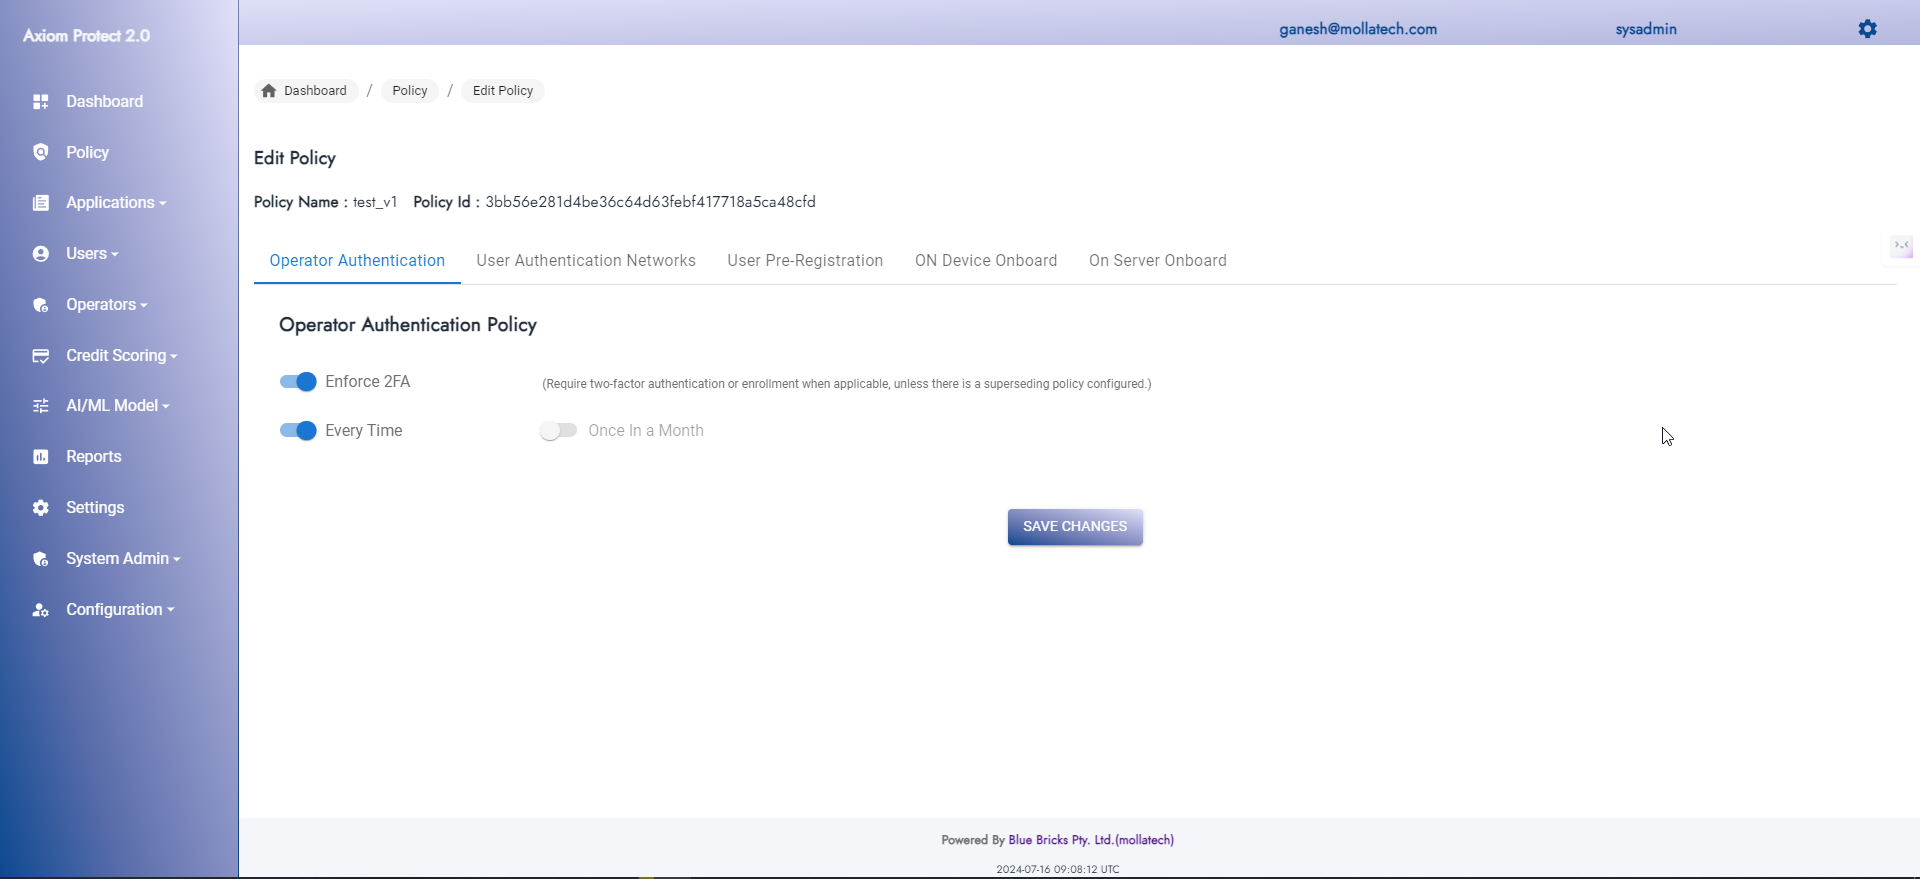 Axiom Protect 2.0
ganesh@mollatech.com
sysadmin
Dashboard
Policy
Applications
Users
Operators
Credit Scoring
AI/ML Model
Reports
Settings
System Admin
Configuration
Dashboard / Policy / Edit Policy
Edit Policy
Policy Name : test_v1 Policy Id : 3bb56e281d4be36c64d63febf417718a5ca48cfd
Operator Authentication User Authentication Networks User Pre-Registration ON Device Onboard On Server Onboard
Operator Authentication Policy
Enforce 2FA (Require two-factor authentication or enrollment when applicable, unless there is a superseding policy configured.)
Every Time Once In a Month
SAVE CHANGES
Powered By Blue Bricks Pty. Ltd.(mollatech)
2024-07-16 09:08:12 UTC